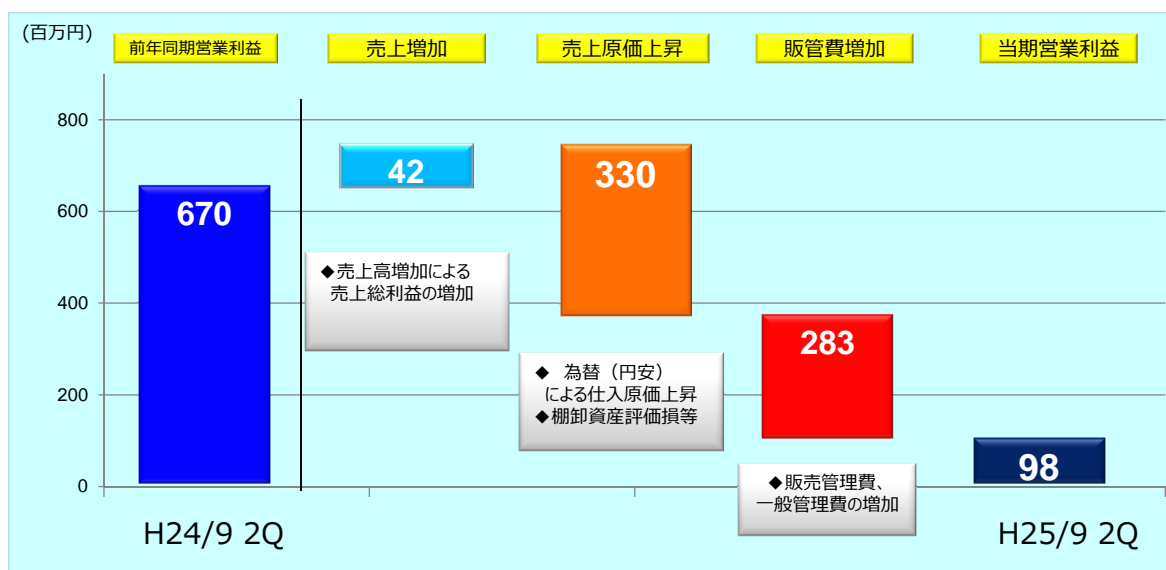 (百万円)
前年同期営業利益
売上増加
売上原価上昇
販管費増加
当期営業利益
800
600
400
200
0
670
42
330
283
98
◆売上高増加による
売上総利益の増加
◆ 為替（円安）
による仕入原価上昇
◆棚卸資産評価損等
◆販売管理費、
一般管理費の増加
H24/9 2Q
H25/9 2Q